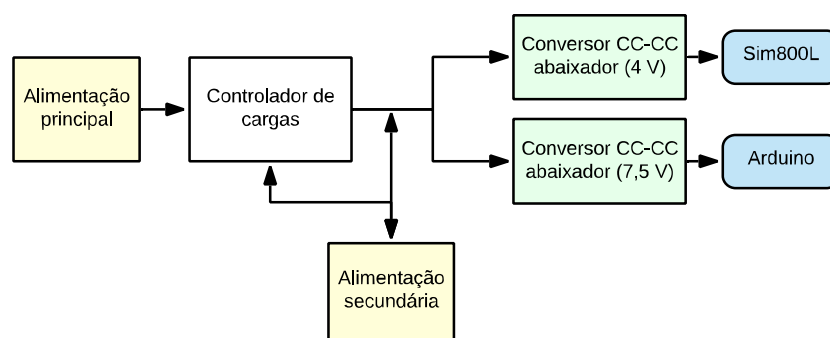 Alimentação
principal
Controlador de
cargas
Conversor CC-CC
abaixador (4 V)
Sim800L
Conversor CC-CC
abaixador (7,5 V)
Arduino
Alimentação
secundária